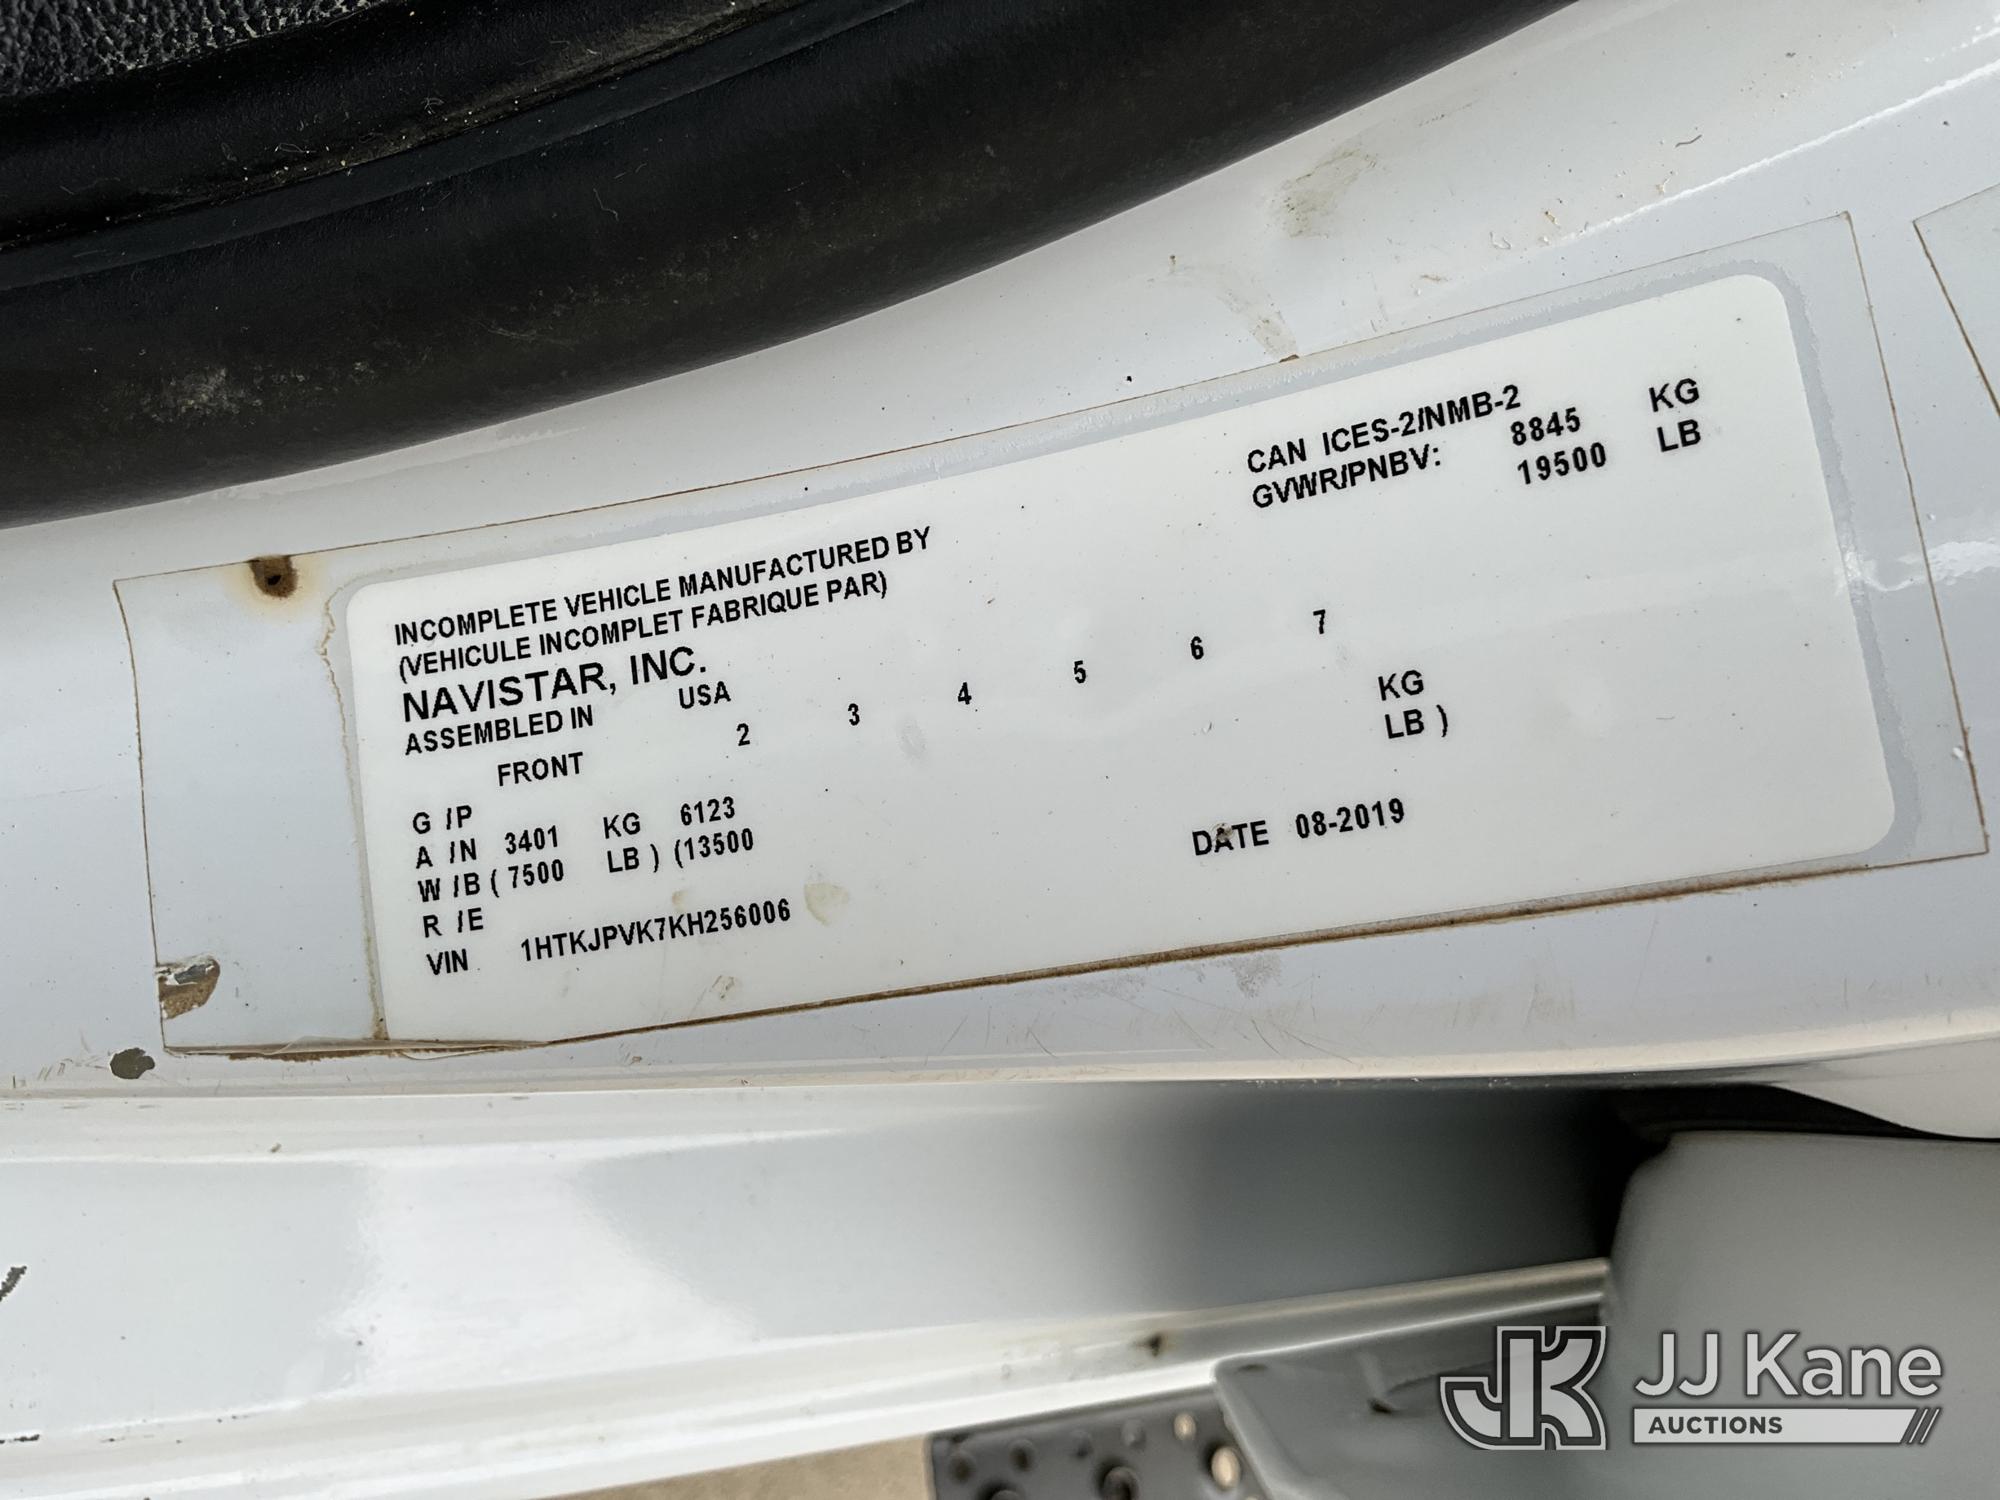 INCOMPLETE VEHICLE MANUFACTURED BY
(VEHICULE INCOMPLET FABRIQUE PAR)
NAVISTAR, INC.
ASSEMBLED IN USA
CAN ICES-2/NMB-2
GVWR/PNBV: 8845 KG
19500 LB
FRONT 2 3 4 5 6 7
G /P
A /N 3401 KG 6123 KG
W /B ( 7500 LB ) (13500 LB )
R /E
VIN 1HTKJPVK7KH256006
DATE 08-2019
JK JJ Kane
AUCTIONS